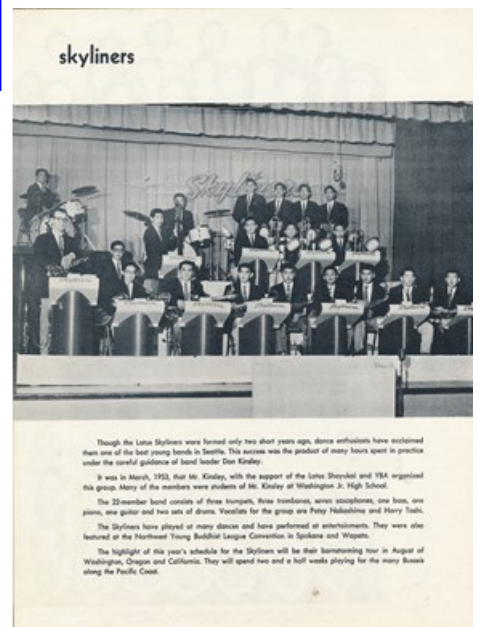 skyliners
Skyliners
Though the Lotus Skyliners were formed only two short years ago, dance enthusiasts have acclaimed
them one of the best young bands in Seattle. This success was the product of many hours spent in practice
under the careful guidance of band leader Don Kinsley.
It was in March, 1953, that Mr. Kinsley, with the support of the Lotus Shoyukai and YBA organized
this group. Many of the members were students of Mr. Kinsley at Washington Jr. High School.
The 22-member band consists of three trumpets, three trombones, seven saxophones, one bass, one
piano, one guitar and two sets of drums. Vocalists for the group are Patsy Nakashima and Harry Toshi.
The Skyliners have played at many dances and have performed at entertainments. They were also
featured at the Northwest Young Buddhist League Convention in Spokane and Wapato.
The highlight of this year's schedule for the Skyliners will be their barnstorming tour in August of
Washington, Oregon and California. They will spend two and a half weeks playing for the many Busseis
along the Pacific Coast.